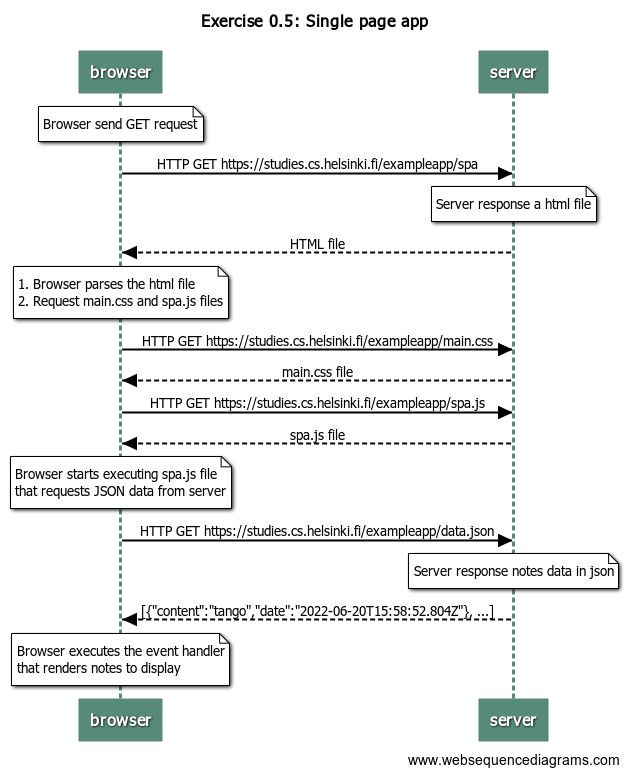 Exercise 0.5: Single page app
browser
server
Browser send GET request
HTTP GET https://studies.cs.helsinki.fi/exampleapp/spa
Server response a html file
HTML file
1. Browser parses the html file
2. Request main.css and spa.js files
HTTP GET https://studies.cs.helsinki.fi/exampleapp/main.css
main.css file
HTTP GET https://studies.cs.helsinki.fi/exampleapp/spa.js
spa.js file
Browser starts executing spa.js file
that requests JSON data from server
HTTP GET https://studies.cs.helsinki.fi/exampleapp/data.json
Server response notes data in json
[{"content":"tango","date":"2022-06-20T15:58:52.804Z"}, ...]
Browser executes the event handler
that renders notes to display
browser
server
www.websequencediagrams.com